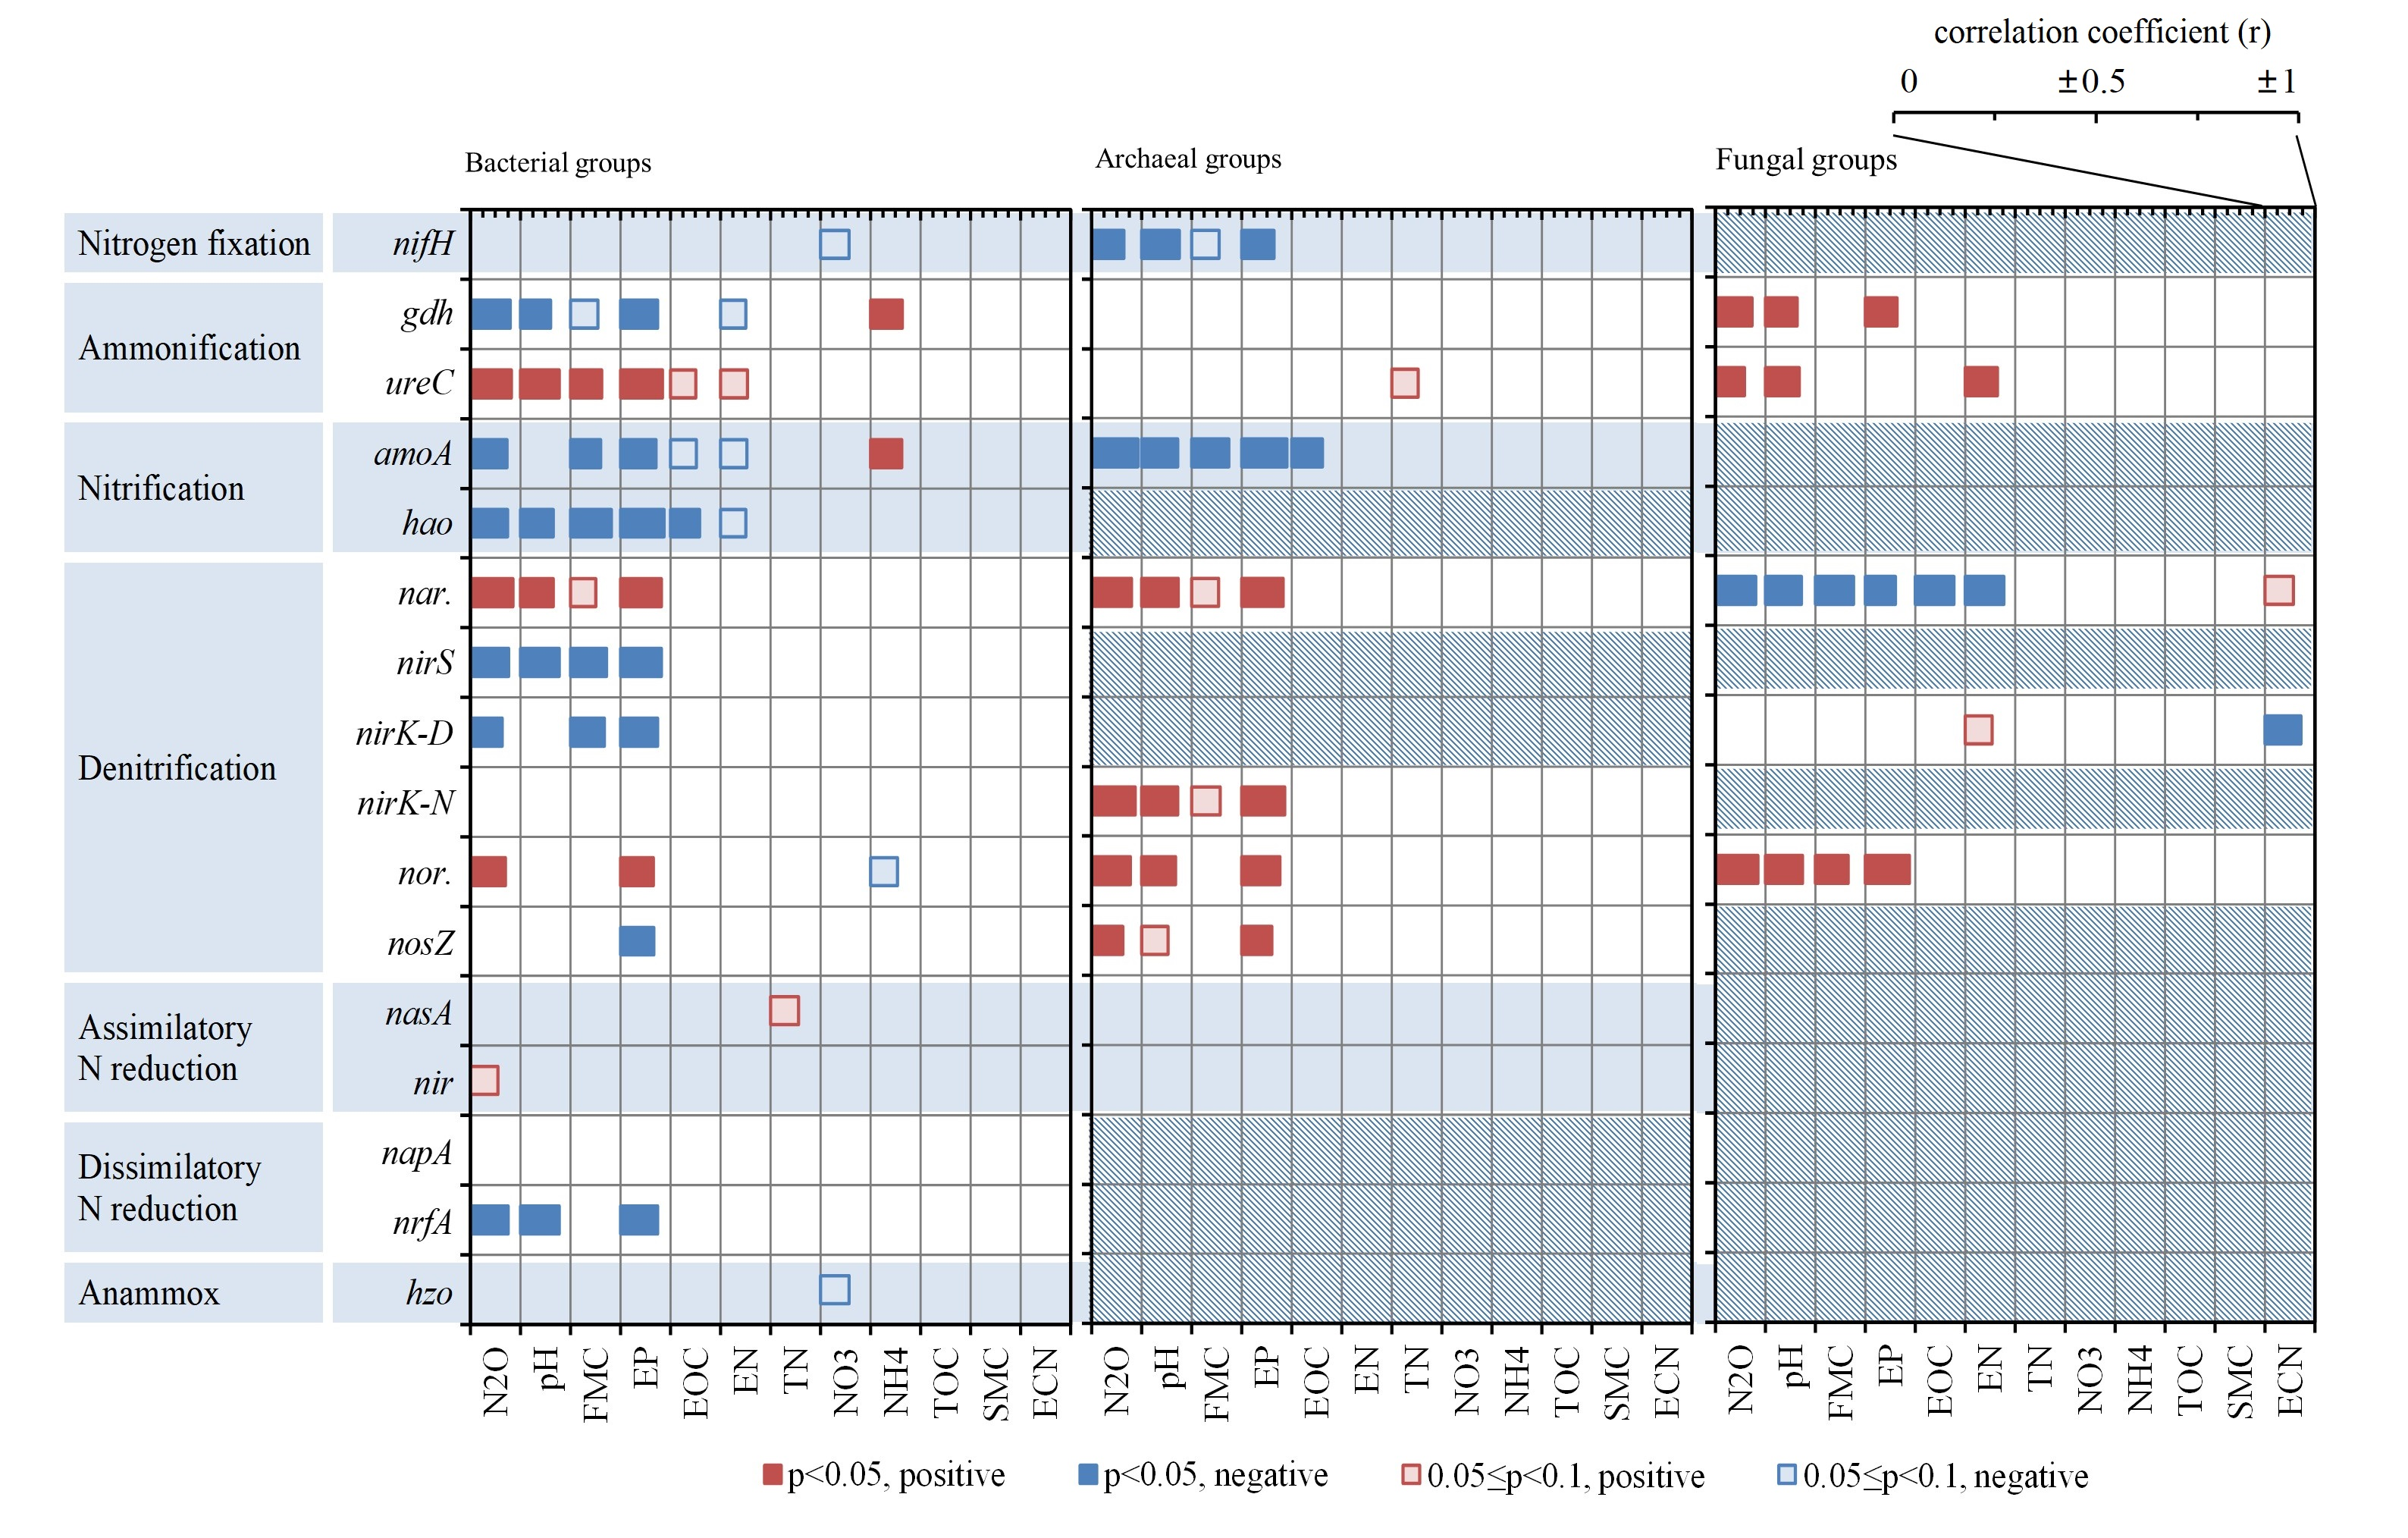 correlation coefficient (r)
0 ±0.5 ±1
Bacterial groups Archaeal groups Fungal groups
Nitrogen fixation nifH
Ammonification
gdh
ureC
Nitrification
amoA
hao
Denitrification
nar.
nirS
nirK-D
nirK-N
nor.
nosZ
Assimilatory
N reduction
nasA
nir
Dissimilatory
N reduction
napA
nrfA
Anammox hzo
N2O pH FMC EP EOC EN TN NO3 NH4 TOC SMC ECN
N2O pH FMC EP EOC EN TN NO3 NH4 TOC SMC ECN
N2O pH FMC EP EOC EN TN NO3 NH4 TOC SMC ECN
p<0.05, positive p<0.05, negative 0.05≤p<0.1, positive 0.05≤p<0.1, negative